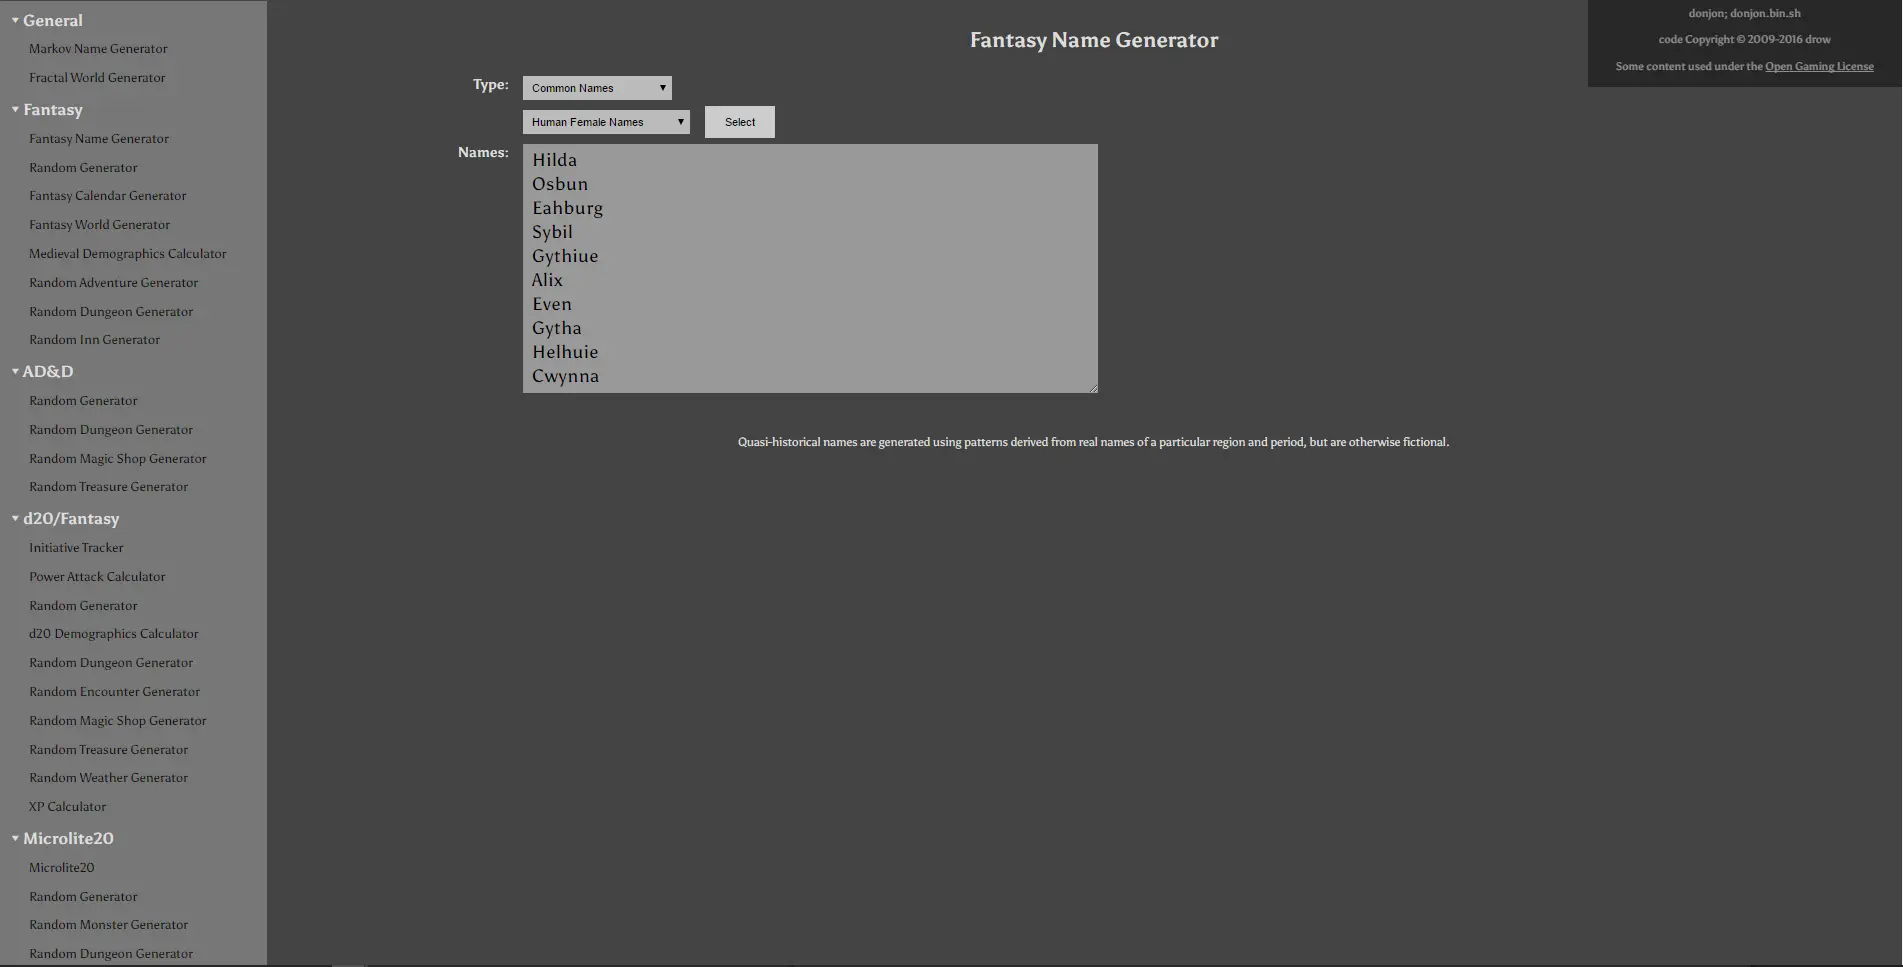 General
Markov Name Generator
Fractal World Generator
Fantasy
Fantasy Name Generator
Random Generator
Fantasy Calendar Generator
Fantasy World Generator
Medieval Demographics Calculator
Random Adventure Generator
Random Dungeon Generator
Random Inn Generator
AD&D
Random Generator
Random Dungeon Generator
Random Magic Shop Generator
Random Treasure Generator
d20/Fantasy
Initiative Tracker
Power Attack Calculator
Random Generator
d20 Demographics Calculator
Random Dungeon Generator
Random Encounter Generator
Random Magic Shop Generator
Random Treasure Generator
Random Weather Generator
XP Calculator
Microlite20
Microlite20
Random Generator
Random Monster Generator
Random Dungeon Generator
Fantasy Name Generator
Type: Common Names
Human Female Names Select
Names: Hilda
Osbun
Eahburg
Sybil
Gythiue
Alix
Even
Gytha
Helhuie
Cwynna
Quasi-historical names are generated using patterns derived from real names of a particular region and period, but are otherwise fictional.
donjon; donjon.bin.sh
code Copyright © 2009-2016 drow
Some content used under the Open Gaming License